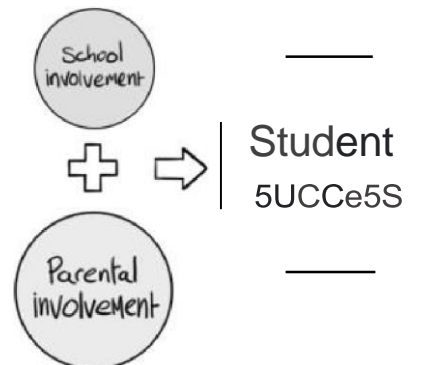 School
involvement
Student
5UCCe5S
Parental
involvement